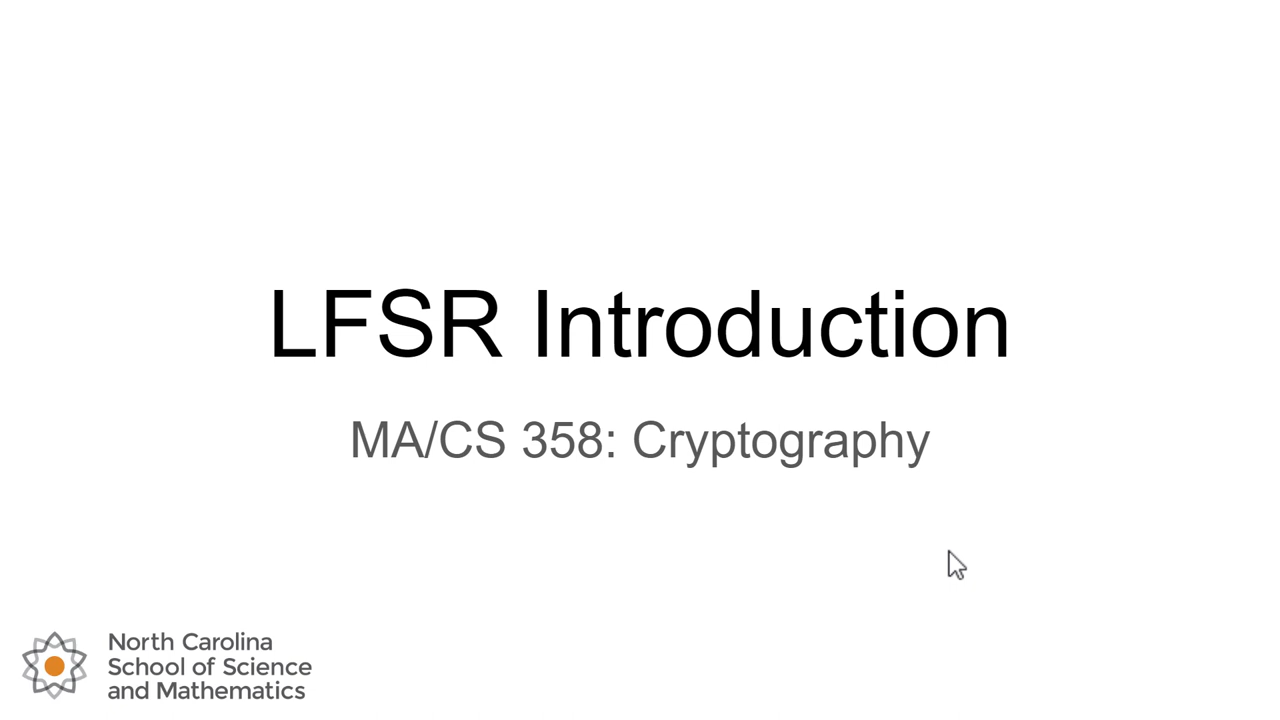 LFSR Introduction
MA/CS 358: Cryptography
North Carolina
School of Science
and Mathematics